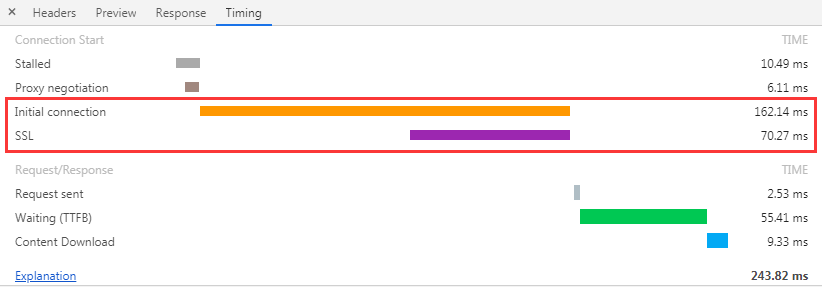 × Headers Preview Response Timing
Connection Start TIME
Stalled 10.49 ms
Proxy negotiation 6.11 ms
Initial connection 162.14 ms
SSL 70.27 ms
Request/Response TIME
Request sent 2.53 ms
Waiting (TTFB) 55.41 ms
Content Download 9.33 ms
Explanation 243.82 ms